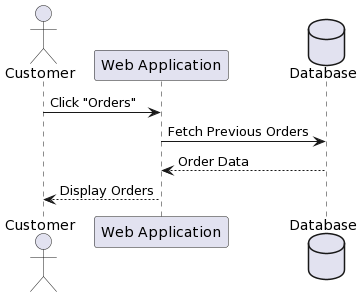 Customer
Web Application
Database
Click "Orders"
Fetch Previous Orders
Order Data
Display Orders
Customer
Web Application
Database